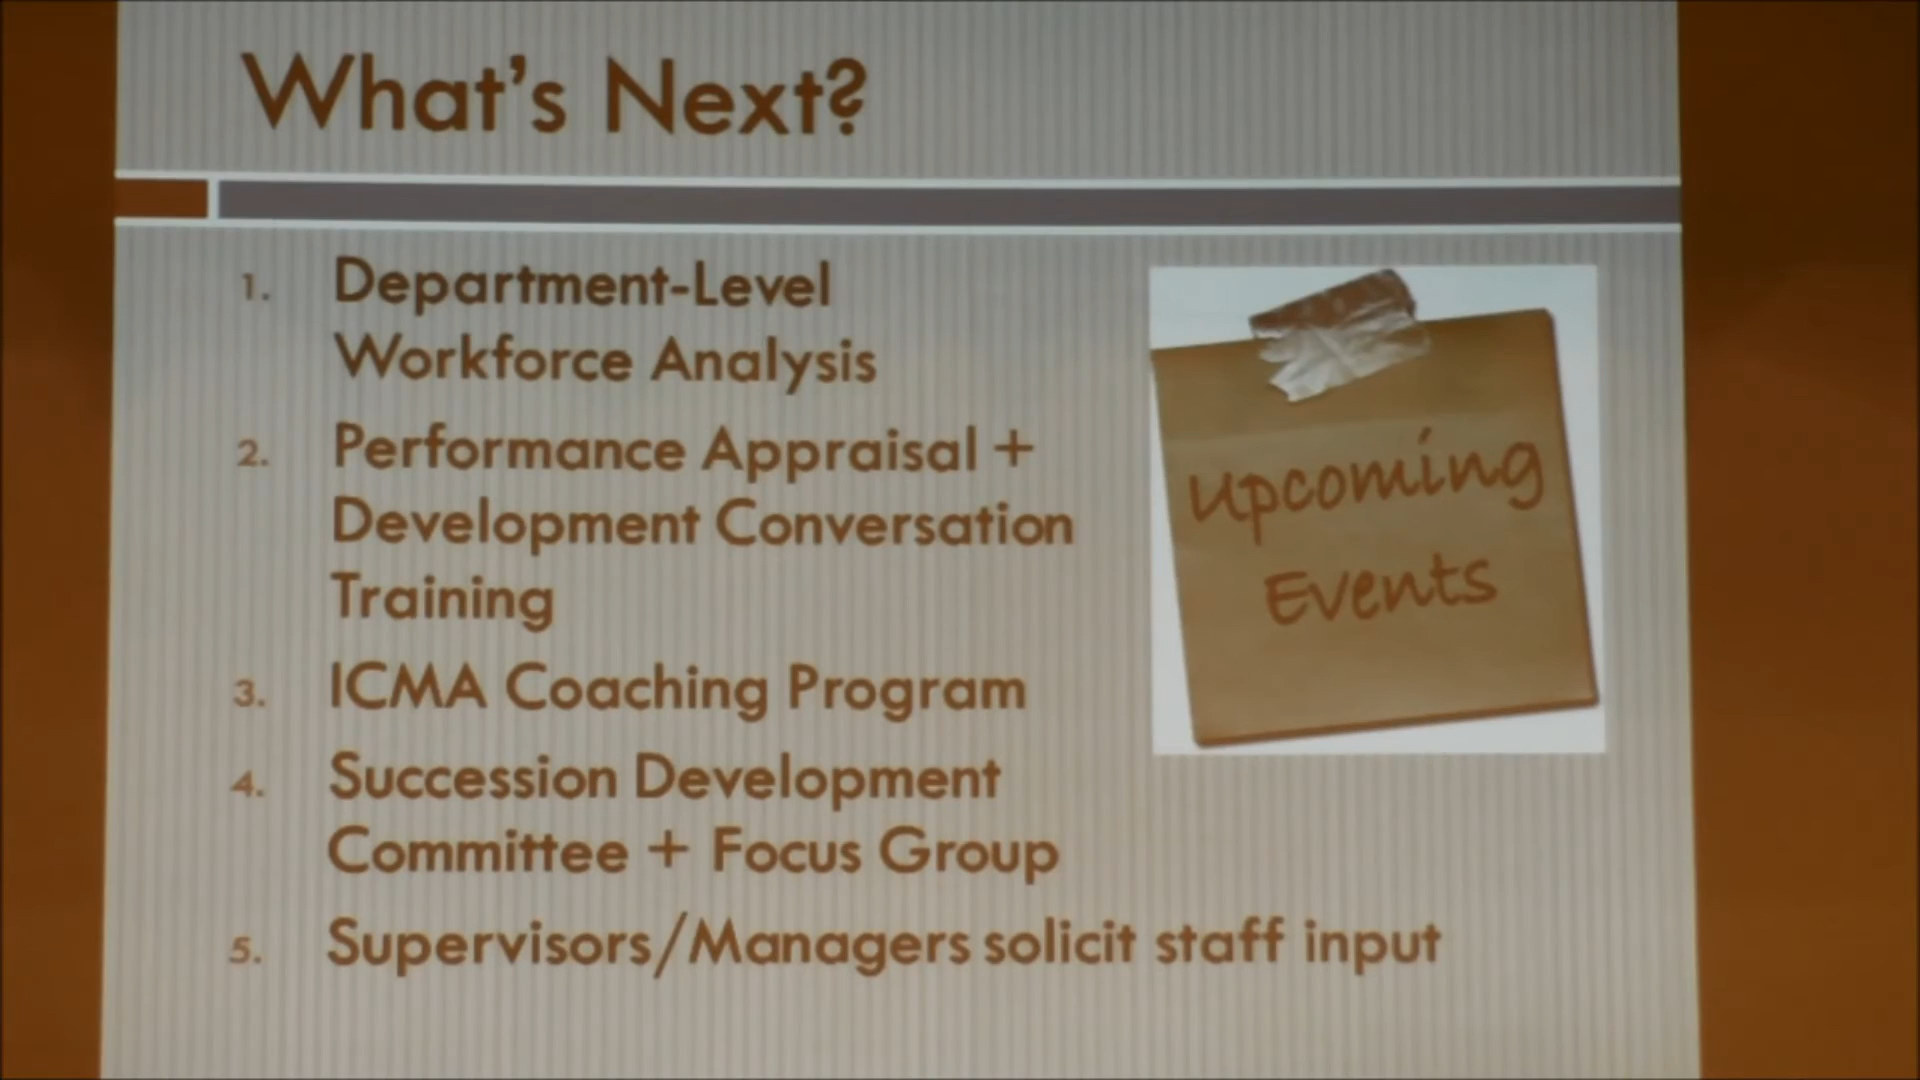 What's Next?
1. Department-Level
Workforce Analysis
2. Performance Appraisal +
Development Conversation
Training
3. ICMA Coaching Program
4. Succession Development
Committee + Focus Group
5. Supervisors/Managers solicit staff input
Upcoming
Events